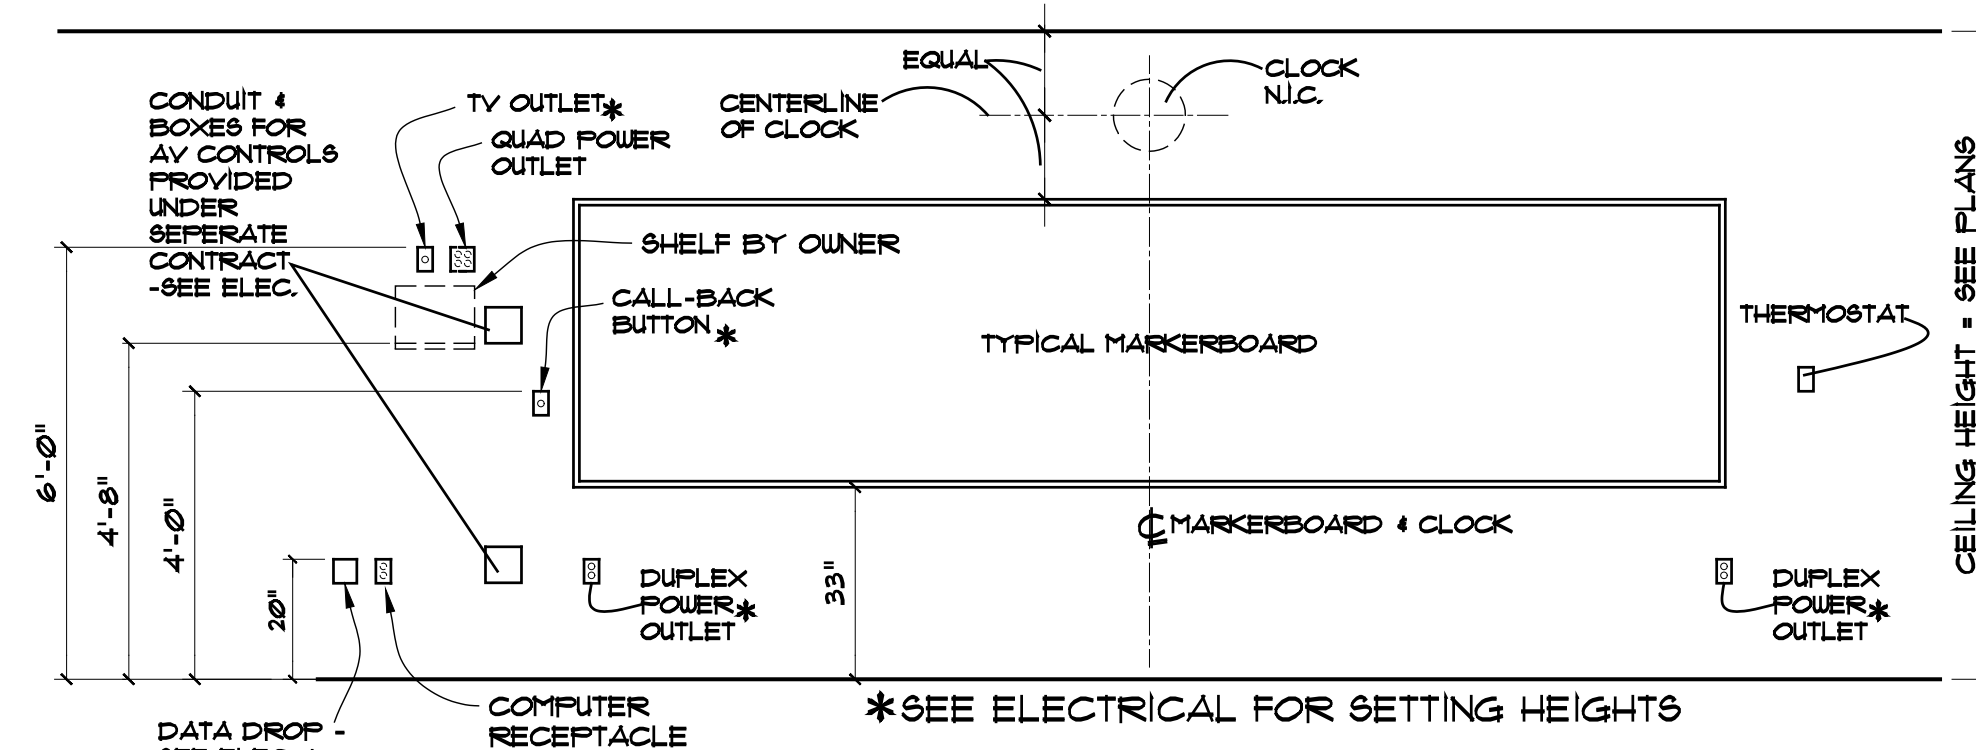 EQUAL
CLOCK
N.I.C.
CENTERLINE
OF CLOCK
CONDUIT &
BOXES FOR
AV CONTROLS
PROVIDED
UNDER
SEPERATE
CONTRACT
-SEE ELEC.
TV OUTLET*
QUAD POWER
OUTLET
SHELF BY OWNER
CALL-BACK
BUTTON*
TYPICAL MARKERBOARD
THERMOSTAT
CEILING HEIGHT = SEE PLANS
6'-0"
4'-8"
4'-0"
20"
33"
℄ MARKERBOARD & CLOCK
DUPLEX
POWER*
OUTLET
DUPLEX
POWER*
OUTLET
*SEE ELECTRICAL FOR SETTING HEIGHTS
COMPUTER
RECEPTACLE
DATA DROP -